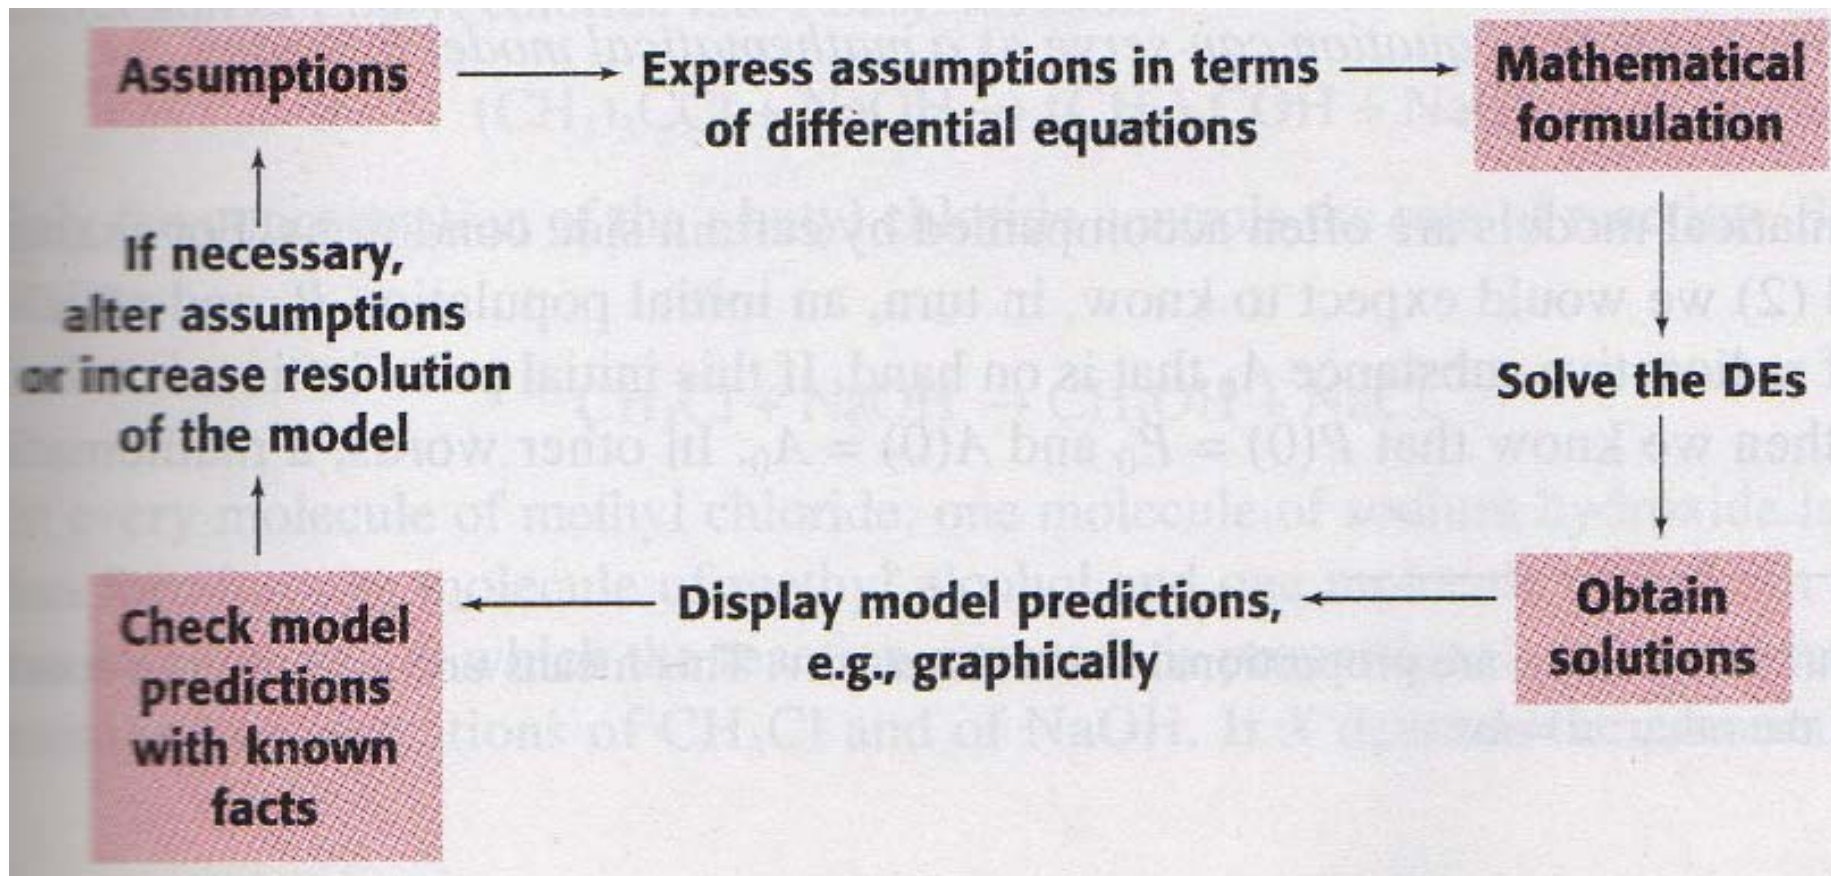 Assumptions
Express assumptions in terms
of differential equations
Mathematical
formulation
Solve the DEs
Obtain
solutions
Display model predictions,
e.g., graphically
Check model
predictions
with known
facts
If necessary,
alter assumptions
or increase resolution
of the model